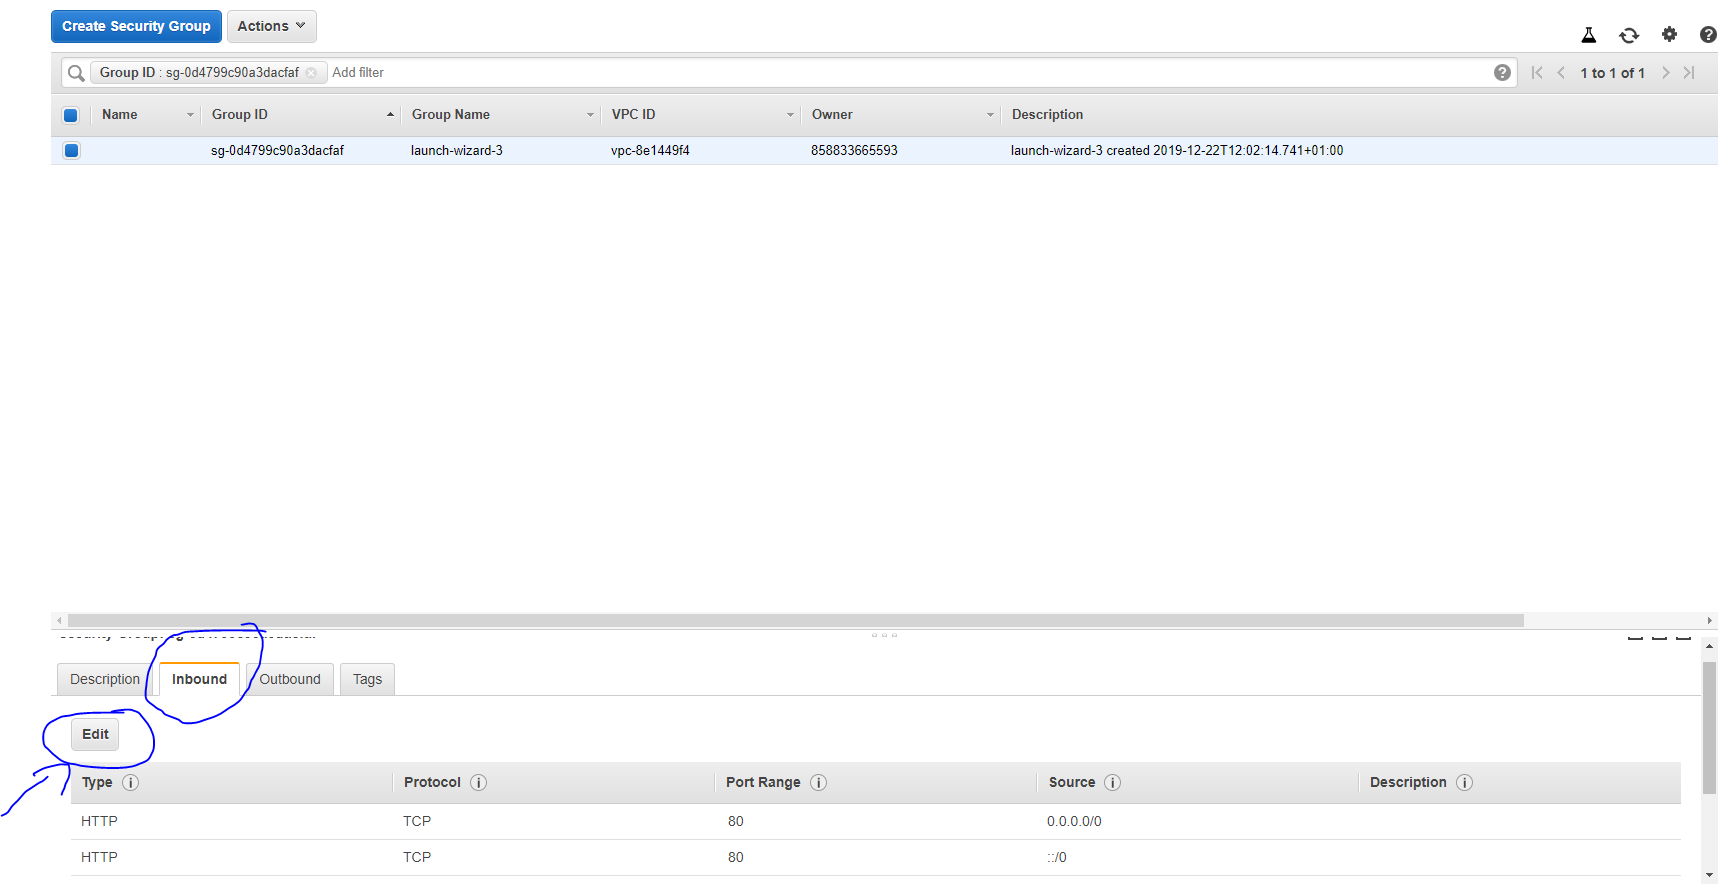 Create Security Group Actions
Group ID : sg-0d4799c90a3dacfaf Add filter 1 to 1 of 1
Name Group ID Group Name VPC ID Owner Description
sg-0d4799c90a3dacfaf launch-wizard-3 vpc-8e1449f4 858833665593 launch-wizard-3 created 2019-12-22T12:02:14.741+01:00
Description Inbound Outbound Tags
Edit
Type Protocol Port Range Source Description
HTTP TCP 80 0.0.0.0/0
HTTP TCP 80 ::/0